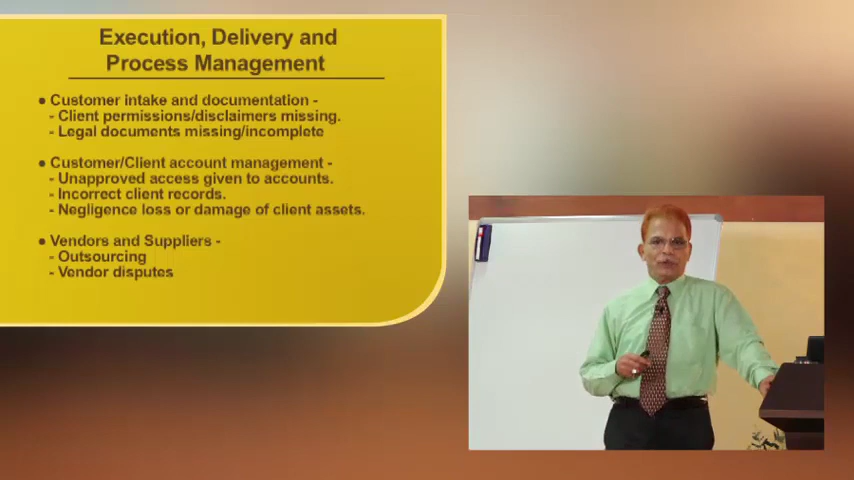 Execution, Delivery and
Process Management
● Customer intake and documentation -
- Client permissions/disclaimers missing.
- Legal documents missing/incomplete
● Customer/Client account management -
- Unapproved access given to accounts.
- Incorrect client records.
- Negligence loss or damage of client assets.
● Vendors and Suppliers -
- Outsourcing
- Vendor disputes